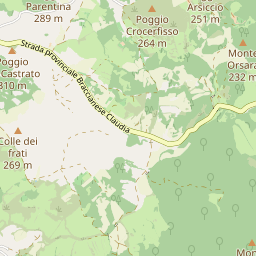 Parentina
289 m
Poggio
Crocerfisso
264 m
Arsiccio
251 m
Strada provinciale Braccianese Claudia
Poggio
Castrato
310 m
Monte
Orsara
232 m
Colle dei
frati
269 m